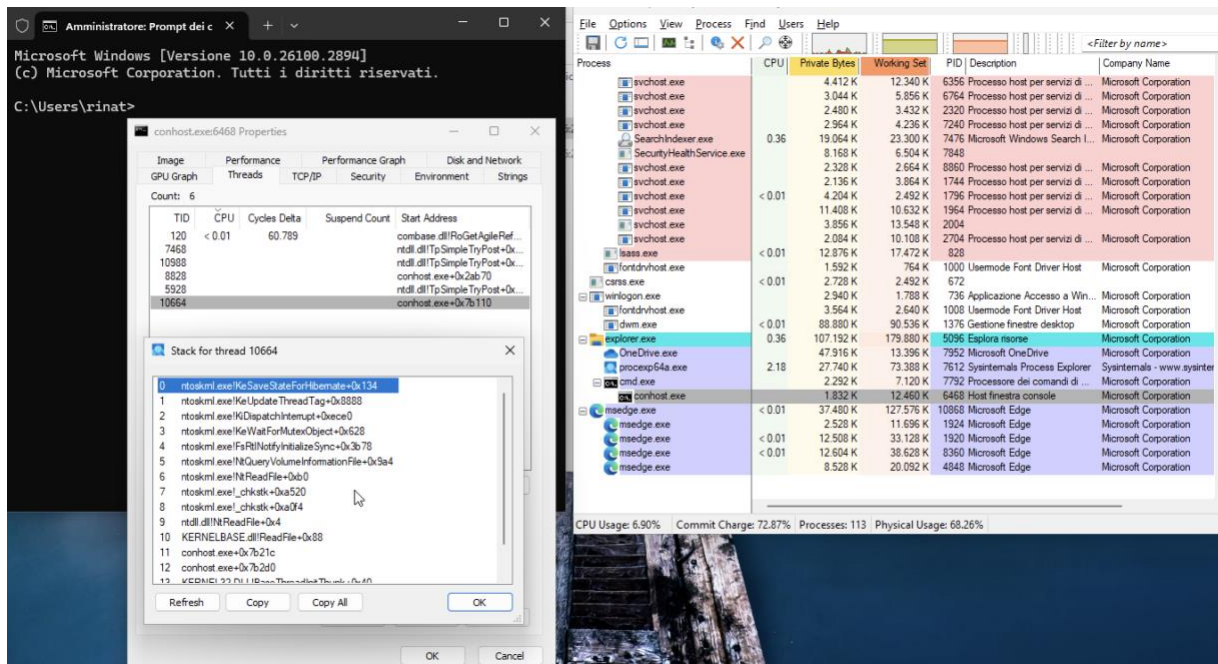 Amministratore: Prompt dei c
Microsoft Windows [Versione 10.0.26100.2894]
(c) Microsoft Corporation. Tutti i diritti riservati.
C:\Users\rinat>
conhost.exe:6468 Properties
Image Performance Performance Graph Disk and Network
GPU Graph Threads TCP/IP Security Environment Strings
Count: 6
TID CPU Cycles Delta Suspend Count Start Address
120 < 0.01 60.789 combase.dll!RoGetAgileRef...
7468 ntdll.dll!TpSimpleTryPost+0x...
10988 ntdll.dll!TpSimpleTryPost+0x...
8828 conhost.exe+0x2ab70
5928 ntdll.dll!TpSimpleTryPost+0x...
10664 conhost.exe+0x7b110
Stack for thread 10664
0 ntoskrnl.exe!KeSaveStateForHibernate+0x134
1 ntoskrnl.exe!KeUpdateThreadTag+0x8888
2 ntoskrnl.exe!KiDispatchInterrupt+0xece0
3 ntoskrnl.exe!KeWaitForMutexObject+0x628
4 ntoskrnl.exe!FsRtlNotifyInitializeSync+0x3b78
5 ntoskrnl.exe!NtQueryVolumeInformationFile+0x9a4
6 ntoskrnl.exe!NtReadFile+0xb0
7 ntoskrnl.exe!_chkstk+0xa520
8 ntoskrnl.exe!_chkstk+0xa0f4
9 ntdll.dll!NtReadFile+0x4
10 KERNELBASE.dll!ReadFile+0x88
11 conhost.exe+0x7b21c
12 conhost.exe+0x7b2d0
13 KERNEL32.DLL!BaseThreadInitThunk+0x40
Refresh Copy Copy All OK
OK Cancel
File Options View Process Find Users Help
<Filter by name>
Process CPU Private Bytes Working Set PID Description Company Name
svchost.exe 4.412 K 12.340 K 6356 Processo host per servizi di ... Microsoft Corporation
svchost.exe 3.044 K 5.856 K 6764 Processo host per servizi di ... Microsoft Corporation
svchost.exe 2.480 K 3.432 K 2320 Processo host per servizi di ... Microsoft Corporation
svchost.exe 2.964 K 4.236 K 7240 Processo host per servizi di ... Microsoft Corporation
SearchIndexer.exe 0.36 19.064 K 23.300 K 7476 Microsoft Windows Search I... Microsoft Corporation
SecurityHealthService.exe 8.168 K 6.504 K 7848
svchost.exe 2.328 K 2.664 K 8860 Processo host per servizi di ... Microsoft Corporation
svchost.exe 2.136 K 3.864 K 1744 Processo host per servizi di ... Microsoft Corporation
svchost.exe < 0.01 4.204 K 2.492 K 1796 Processo host per servizi di ... Microsoft Corporation
svchost.exe 11.408 K 10.632 K 1964 Processo host per servizi di ... Microsoft Corporation
svchost.exe 3.856 K 13.548 K 2004
svchost.exe 2.084 K 10.108 K 2704 Processo host per servizi di ... Microsoft Corporation
lsass.exe < 0.01 12.876 K 17.472 K 828
fontdrvhost.exe 1.592 K 764 K 1000 Usermode Font Driver Host Microsoft Corporation
csrss.exe < 0.01 2.728 K 2.492 K 672
winlogon.exe 2.940 K 1.788 K 736 Applicazione Accesso a Win... Microsoft Corporation
fontdrvhost.exe 3.564 K 2.640 K 1008 Usermode Font Driver Host Microsoft Corporation
dwm.exe < 0.01 88.880 K 90.536 K 1376 Gestione finestre desktop Microsoft Corporation
explorer.exe 0.36 107.192 K 179.880 K 5096 Esplora risorse Microsoft Corporation
OneDrive.exe 47.916 K 13.396 K 7952 Microsoft OneDrive Microsoft Corporation
procexp64a.exe 2.18 27.740 K 73.388 K 7612 Sysinternals Process Explorer Sysinternals - www.sysinter
cmd.exe 2.292 K 7.120 K 7792 Processore dei comandi di ... Microsoft Corporation
conhost.exe 1.832 K 12.460 K 6468 Host finestra console Microsoft Corporation
msedge.exe < 0.01 37.480 K 127.576 K 10868 Microsoft Edge Microsoft Corporation
msedge.exe 2.528 K 11.696 K 1924 Microsoft Edge Microsoft Corporation
msedge.exe < 0.01 12.508 K 33.128 K 1920 Microsoft Edge Microsoft Corporation
msedge.exe < 0.01 12.604 K 38.628 K 8360 Microsoft Edge Microsoft Corporation
msedge.exe 8.528 K 20.092 K 4848 Microsoft Edge Microsoft Corporation
CPU Usage: 6.90% Commit Charge: 72.87% Processes: 113 Physical Usage: 68.26%